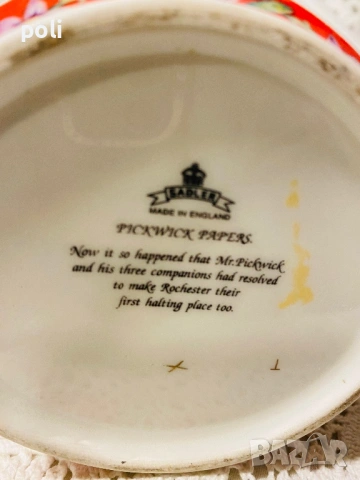 poli
SADLER
MADE IN ENGLAND
PICKWICK PAPERS.
Now it so happened that Mr. Pickwick
and his three companions had resolved
to make Rochester their
first halting place too.
BAZAR